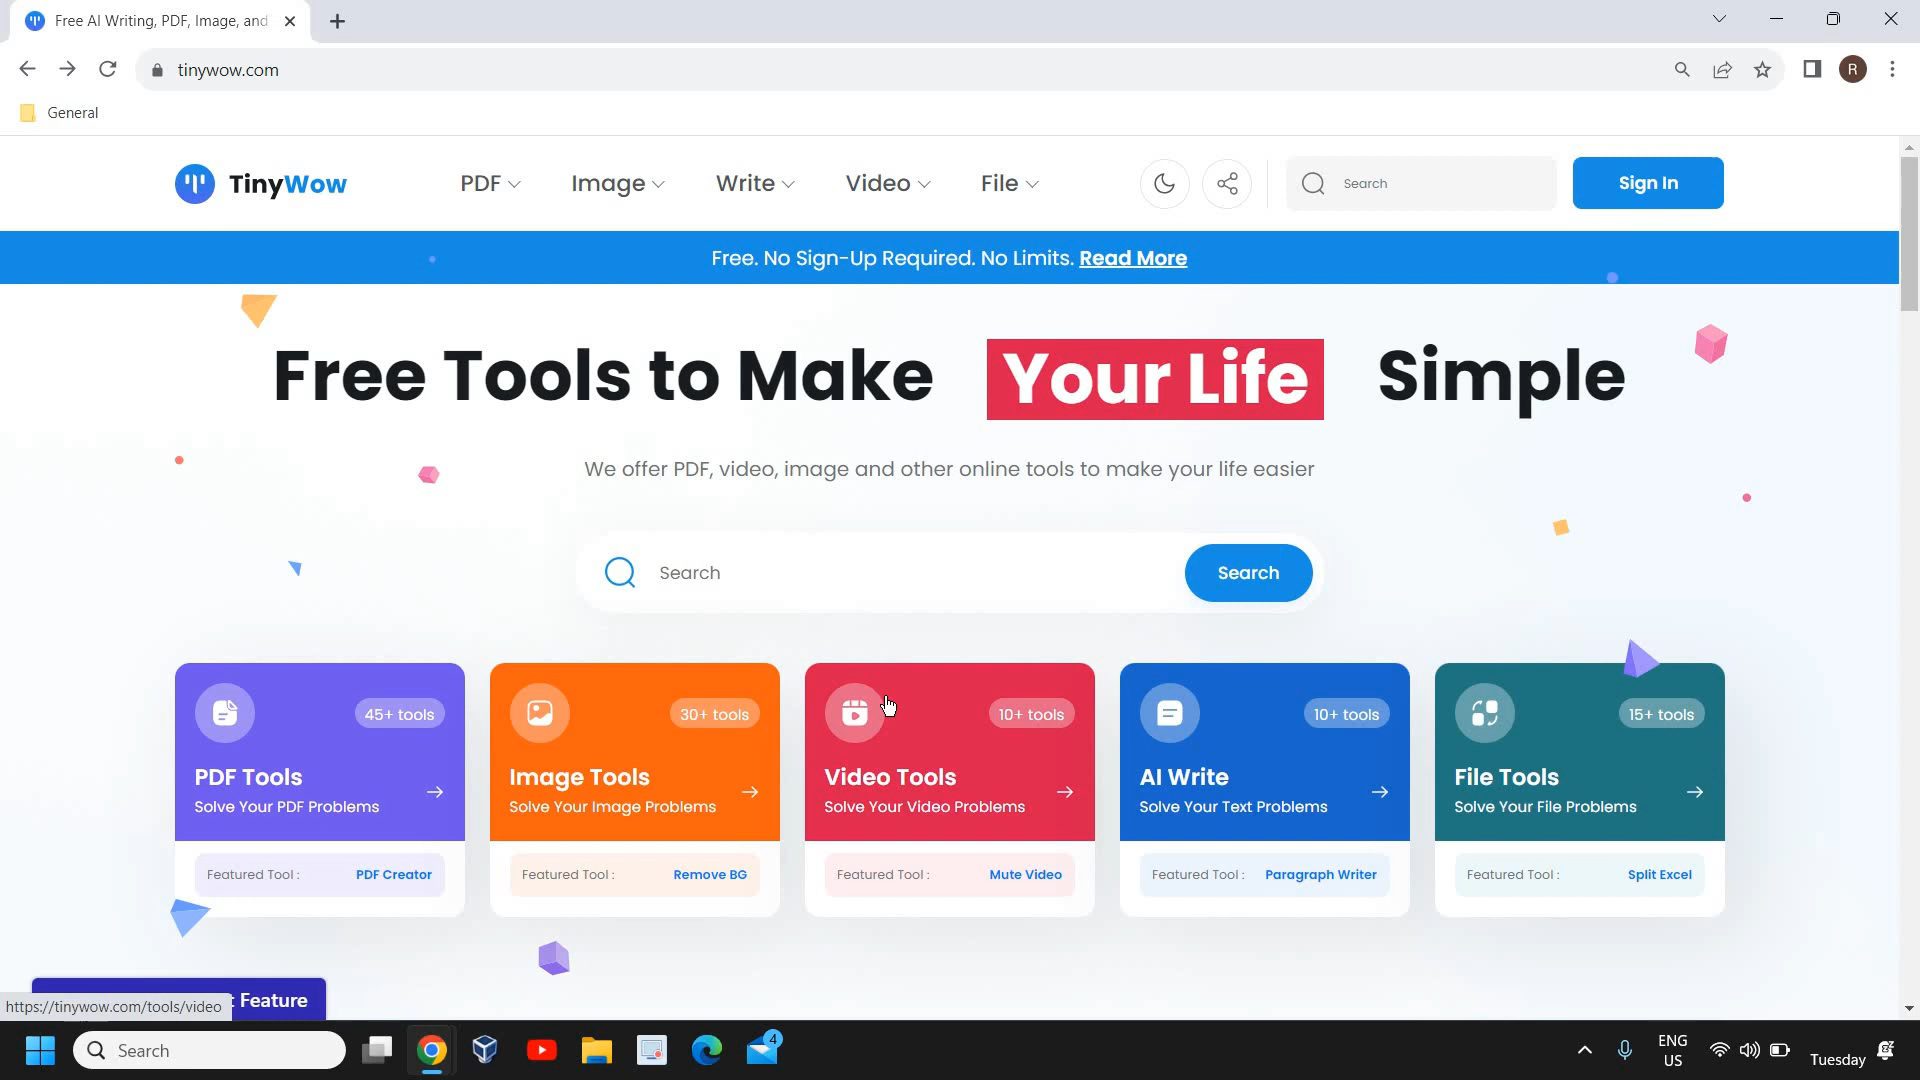 Free AI Writing, PDF, Image, and
tinywow.com
R
General
TinyWow
PDF
Image
Write
Video
File
Search
Sign In
Free. No Sign-Up Required. No Limits. Read More
Free Tools to Make Your Life Simple
We offer PDF, video, image and other online tools to make your life easier
Search
Search
45+ tools
PDF Tools
Solve Your PDF Problems
Featured Tool :
PDF Creator
30+ tools
Image Tools
Solve Your Image Problems
Featured Tool :
Remove BG
10+ tools
Video Tools
Solve Your Video Problems
Featured Tool :
Mute Video
10+ tools
AI Write
Solve Your Text Problems
Featured Tool :
Paragraph Writer
15+ tools
File Tools
Solve Your File Problems
Featured Tool :
Split Excel
Feature
https://tinywow.com/tools/video
Search
4
ENG
US
Tuesday